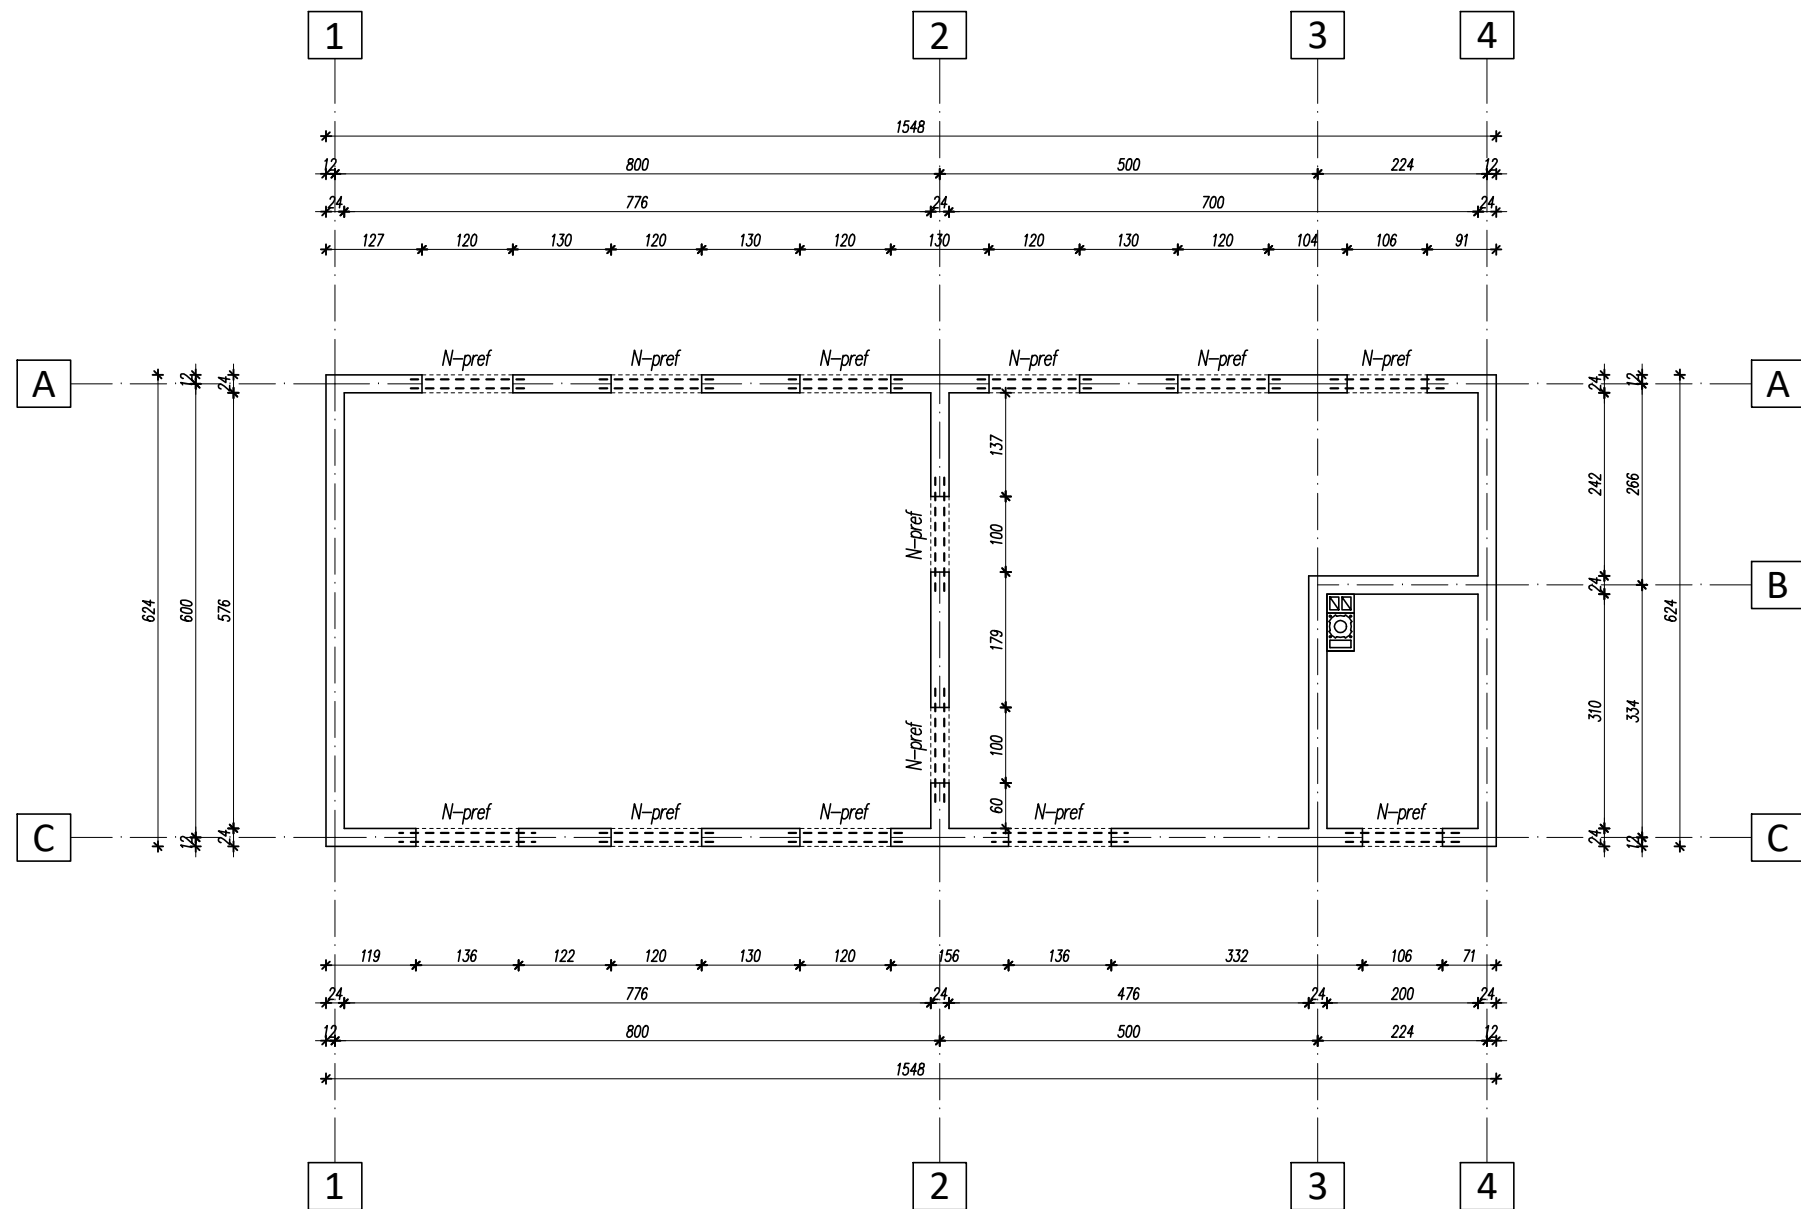 1 2 3 4
1548
12 800 500 224 12
24 776 24 700 24
127 120 130 120 130 120 130 120 130 120 104 106 91
N-pref N-pref N-pref N-pref N-pref N-pref
A 12 24 24 12 A
137
242 266
N-pref 100
24 B
624 600 576 179 624
310 334
N-pref 100
60
N-pref N-pref N-pref N-pref N-pref
C 12 24 24 12 C
119 136 122 120 130 120 156 136 332 106 71
24 776 24 476 24 200 24
12 800 500 224 12
1548
1 2 3 4